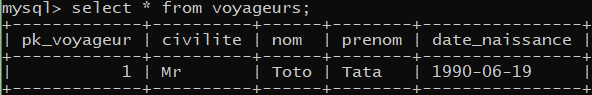 mysql> select * from voyageurs;
+-------------+----------+------+--------+----------------+
| pk_voyageur | civilite | nom  | prenom | date_naissance |
+-------------+----------+------+--------+----------------+
|           1 | Mr       | Toto | Tata   | 1990-06-19     |
+-------------+----------+------+--------+----------------+